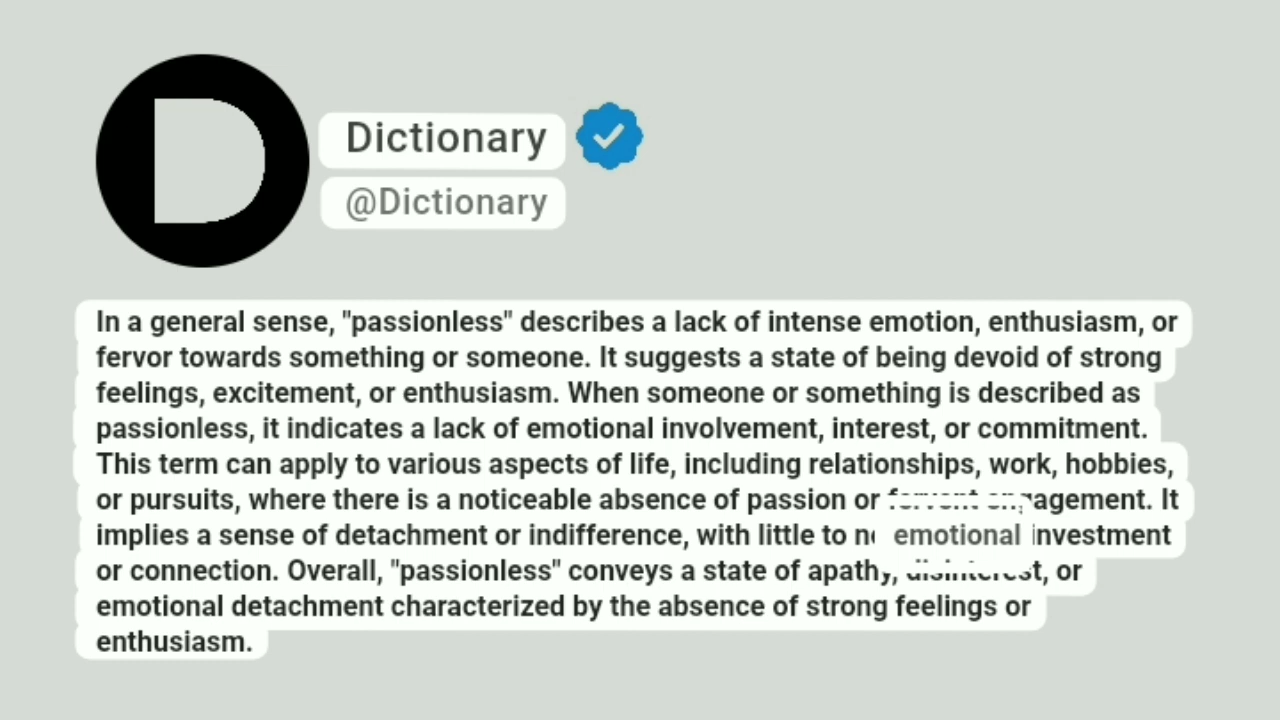 D
Dictionary
@Dictionary
In a general sense, "passionless" describes a lack of intense emotion, enthusiasm, or
fervor towards something or someone. It suggests a state of being devoid of strong
feelings, excitement, or enthusiasm. When someone or something is described as
passionless, it indicates a lack of emotional involvement, interest, or commitment.
This term can apply to various aspects of life, including relationships, work, hobbies,
or pursuits, where there is a noticeable absence of passion or It
implies a sense of detachment or indifference, with little to emotional investment
or connection. Overall, "passionless" conveys a state of apathy, or
emotional detachment characterized by the absence of strong feelings or
enthusiasm.